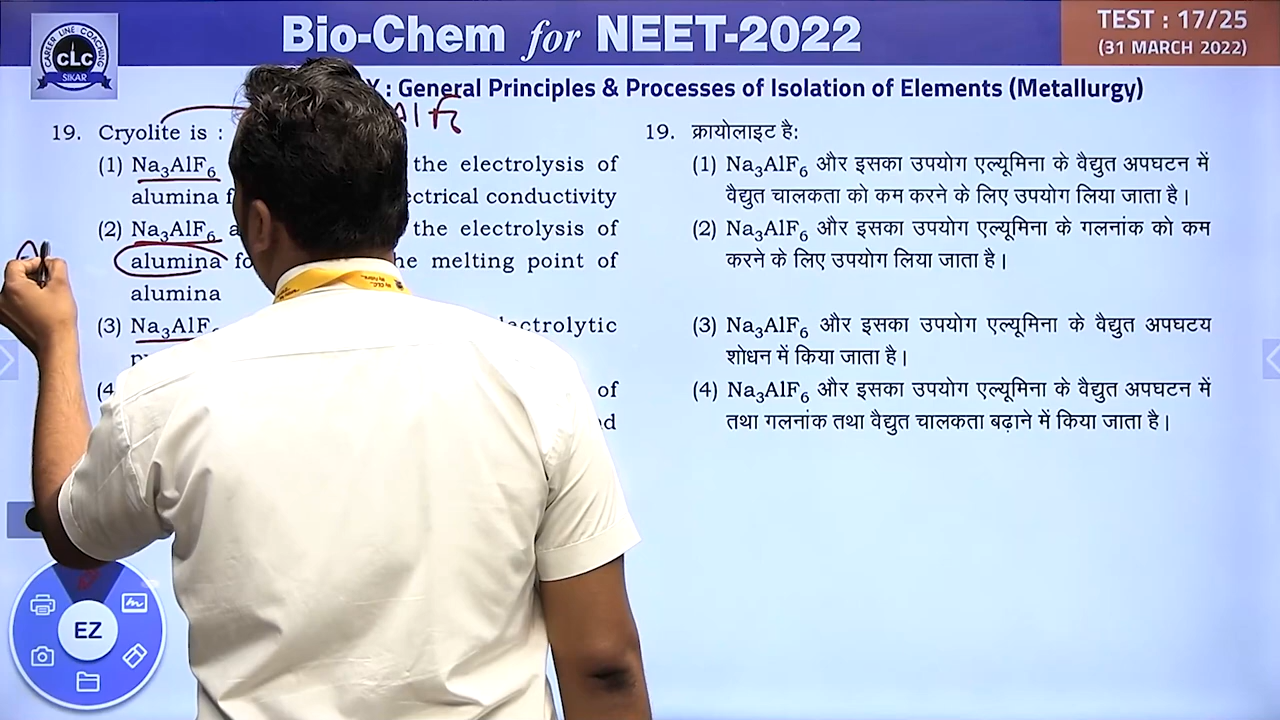 CAREER LINE COACHING
CLC
SIKAR
Bio-Chem for NEET-2022
TEST : 17/25
(31 MARCH 2022)
: General Principles & Processes of Isolation of Elements (Metallurgy)
AlF6
19. Cryolite is :
(1) Na3AlF6 the electrolysis of
alumina electrical conductivity
(2) Na3AlF6 the electrolysis of
alumina the melting point of
alumina
(3) Na3AlF6 electrolytic
(4 of
19. क्रायोलाइट है:
(1) Na3AlF6 और इसका उपयोग एल्यूमिना के वैद्युत अपघटन में
वैद्युत चालकता को कम करने के लिए उपयोग लिया जाता है।
(2) Na3AlF6 और इसका उपयोग एल्यूमिना के गलनांक को कम
करने के लिए उपयोग लिया जाता है।
(3) Na3AlF6 और इसका उपयोग एल्यूमिना के वैद्युत अपघटय
शोधन में किया जाता है।
(4) Na3AlF6 और इसका उपयोग एल्यूमिना के वैद्युत अपघटन में
तथा गलनांक तथा वैद्युत चालकता बढ़ाने में किया जाता है।
EZ